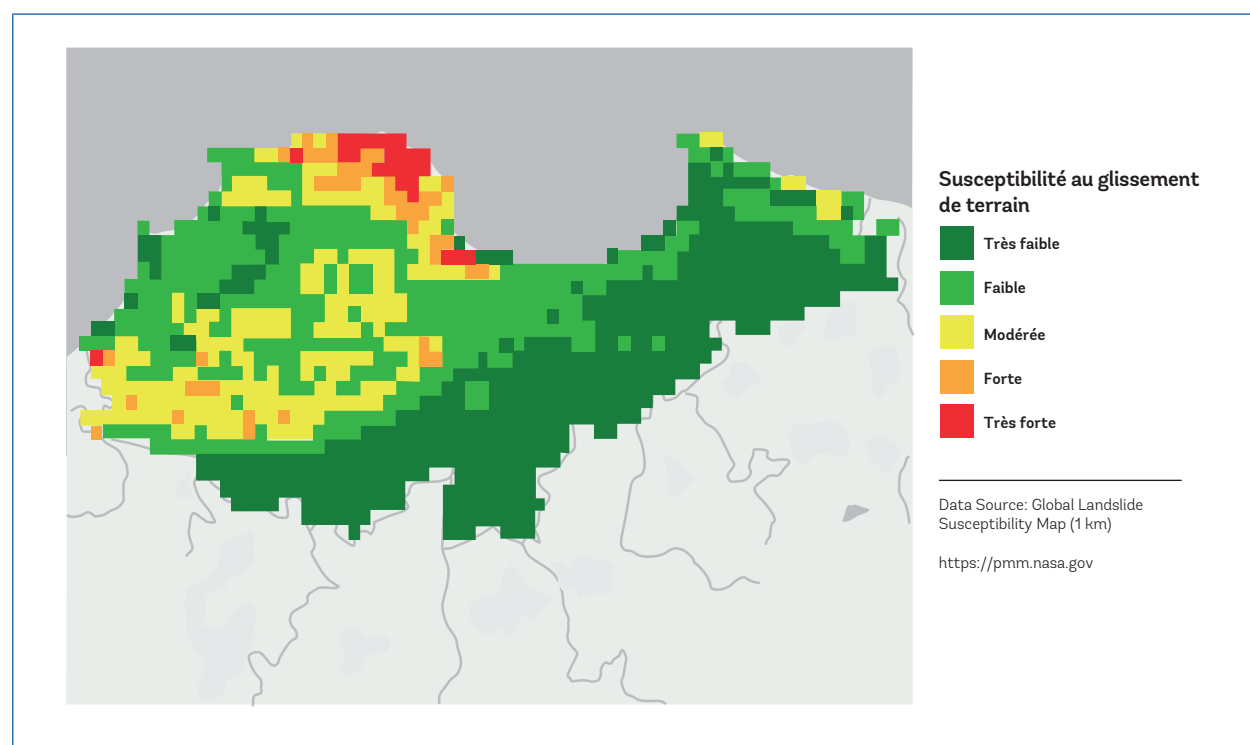 Susceptibilité au glissement
de terrain
Très faible
Faible
Modérée
Forte
Très forte
Data Source: Global Landslide
Susceptibility Map (1 km)
https://pmm.nasa.gov